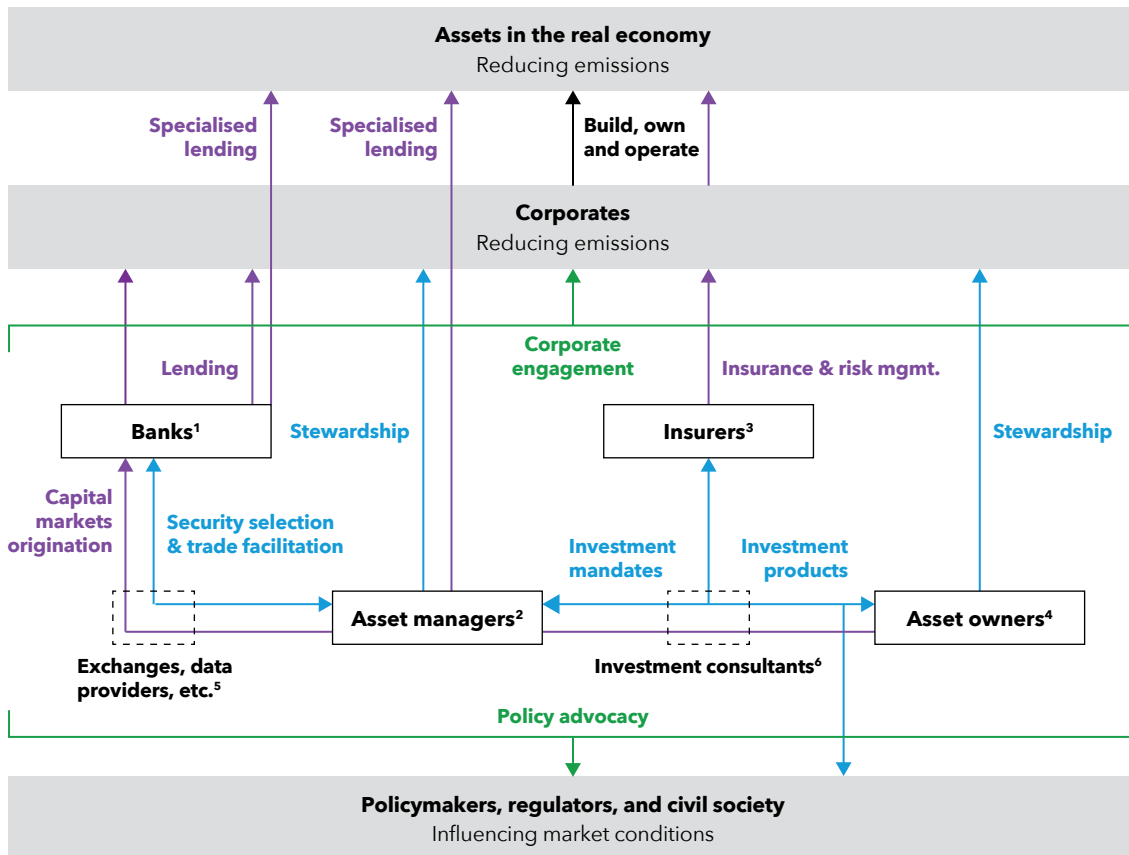 Assets in the real economy
Reducing emissions
Specialised
lending
Specialised
lending
Build, own
and operate
Corporates
Reducing emissions
Corporate
engagement
Lending
Insurance & risk mgmt.
Banks¹
Stewardship
Insurers³
Stewardship
Capital
markets
origination
Security selection
& trade facilitation
Investment
mandates
Investment
products
Asset managers²
Asset owners⁴
Exchanges, data
providers, etc.⁵
Investment consultants⁶
Policy advocacy
Policymakers, regulators, and civil society
Influencing market conditions